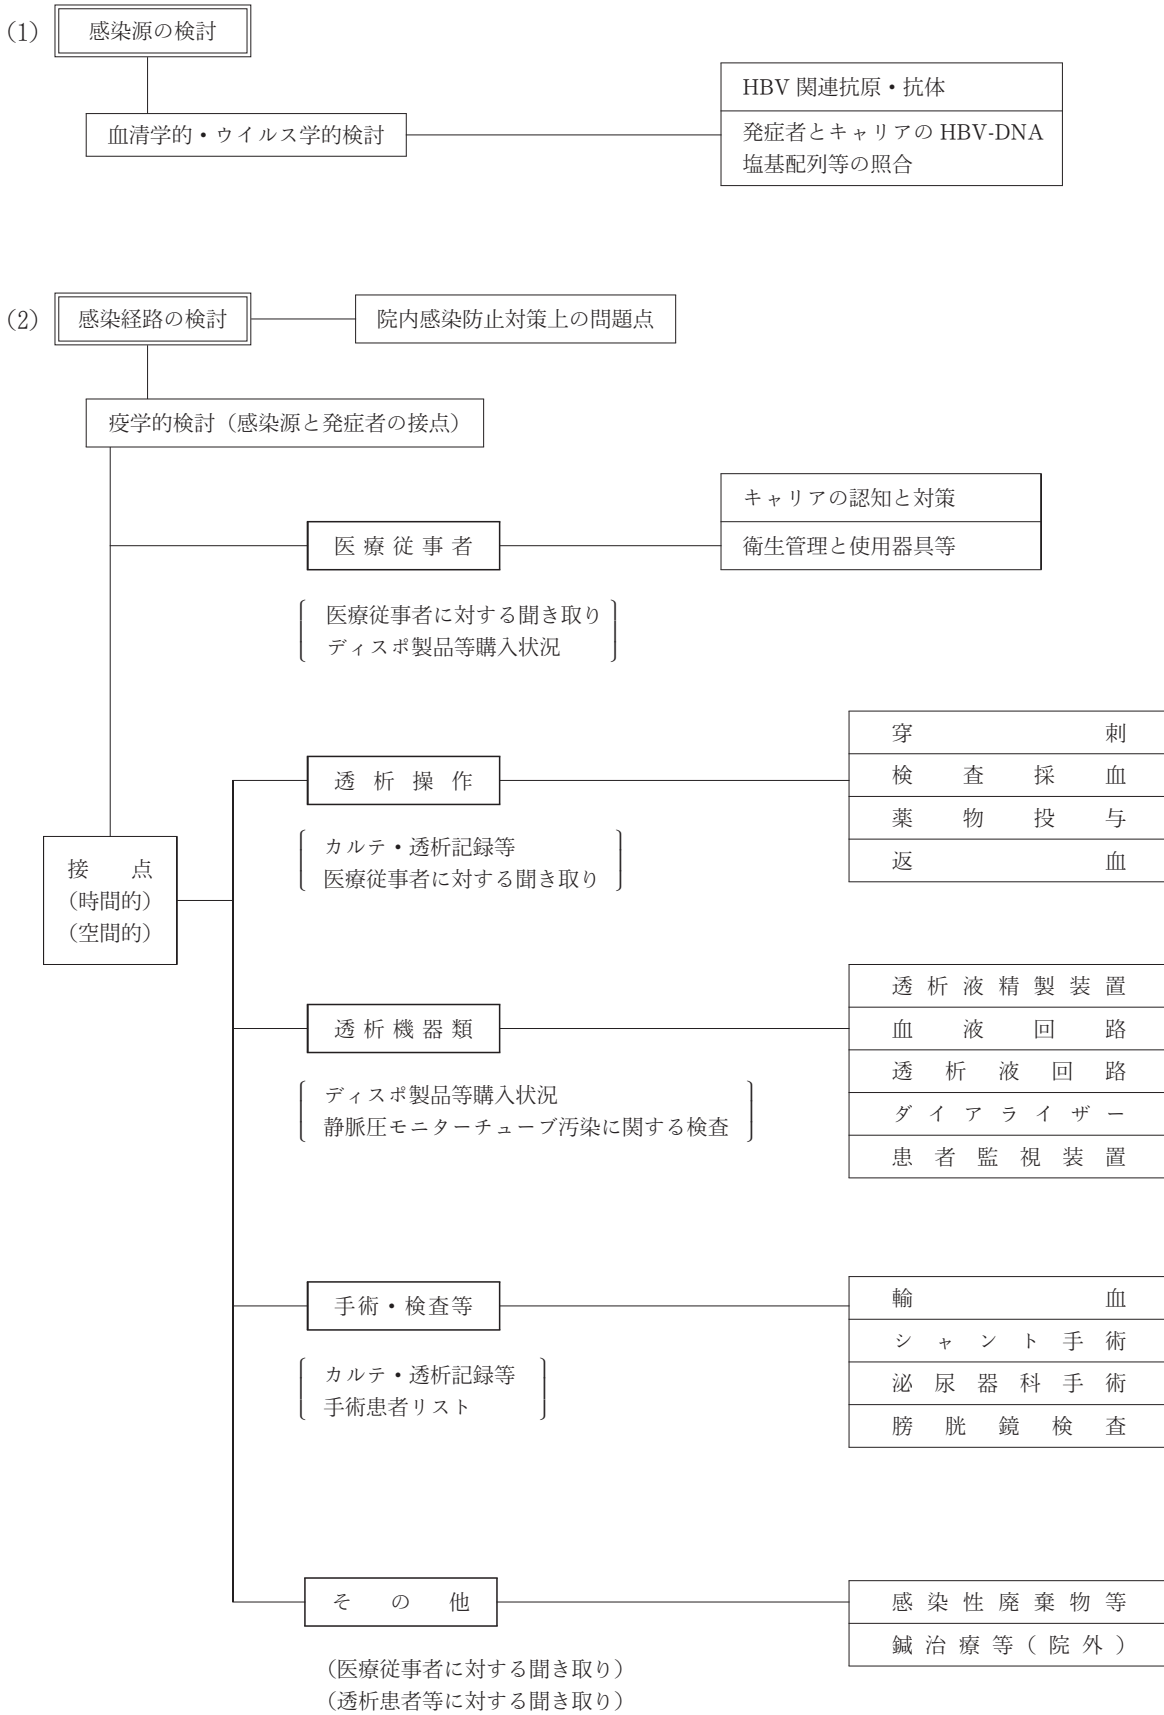 (1) 感染源の検討
血清学的・ウイルス学的検討
HBV 関連抗原・抗体
発症者とキャリアの HBV-DNA
塩基配列等の照合
(2) 感染経路の検討
院内感染防止対策上の問題点
疫学的検討（感染源と発症者の接点）
医療従事者
キャリアの認知と対策
衛生管理と使用器具等
医療従事者に対する聞き取り
ディスポ製品等購入状況
接点
（時間的）
（空間的）
透析操作
カルテ・透析記録等
医療従事者に対する聞き取り
穿刺
検査採血
薬物投与
返血
透析機器類
ディスポ製品等購入状況
静脈圧モニターチューブ汚染に関する検査
透析液精製装置
血液回路
透析液回路
ダイアライザー
患者監視装置
手術・検査等
カルテ・透析記録等
手術患者リスト
輸血
シャント手術
泌尿器科手術
膀胱鏡検査
その他
（医療従事者に対する聞き取り）
（透析患者等に対する聞き取り）
感染性廃棄物等
鍼治療等（院外）